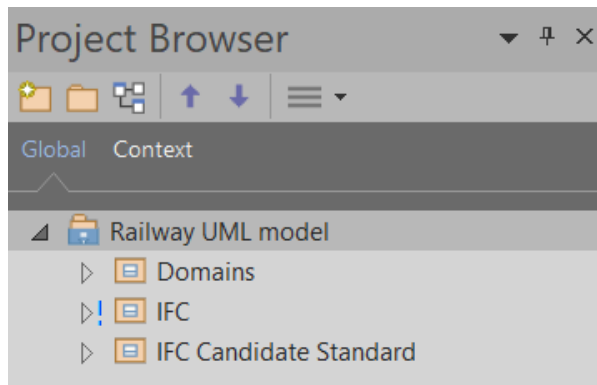 Project Browser
Global Context
Railway UML model
Domains
IFC
IFC Candidate Standard